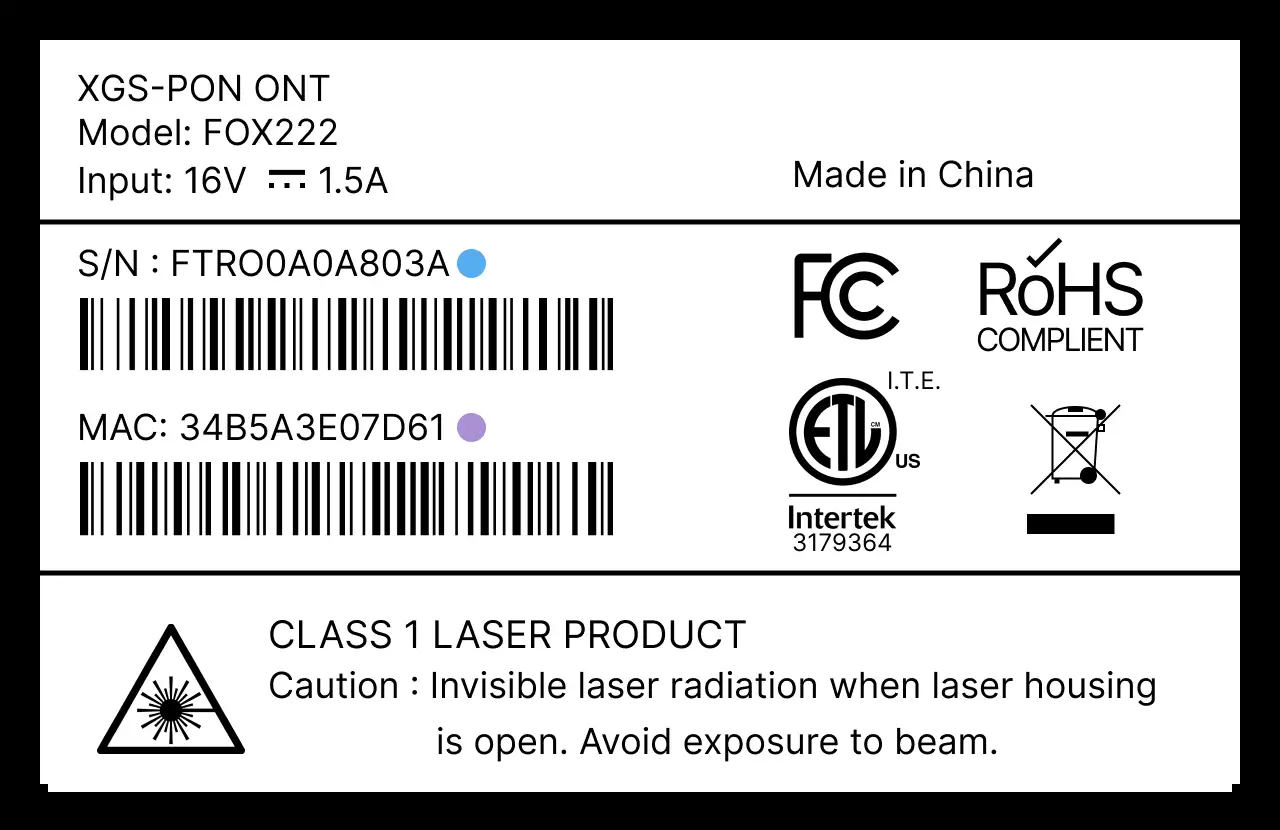 XGS-PON ONT
Model: FOX222
Input: 16V ⎓ 1.5A
Made in China
S/N : FTRO0A0A803A
MAC: 34B5A3E07D61
FC
RoHS
COMPLIENT
I.T.E.
ETL CM
US
Intertek
3179364
CLASS 1 LASER PRODUCT
Caution : Invisible laser radiation when laser housing
is open. Avoid exposure to beam.